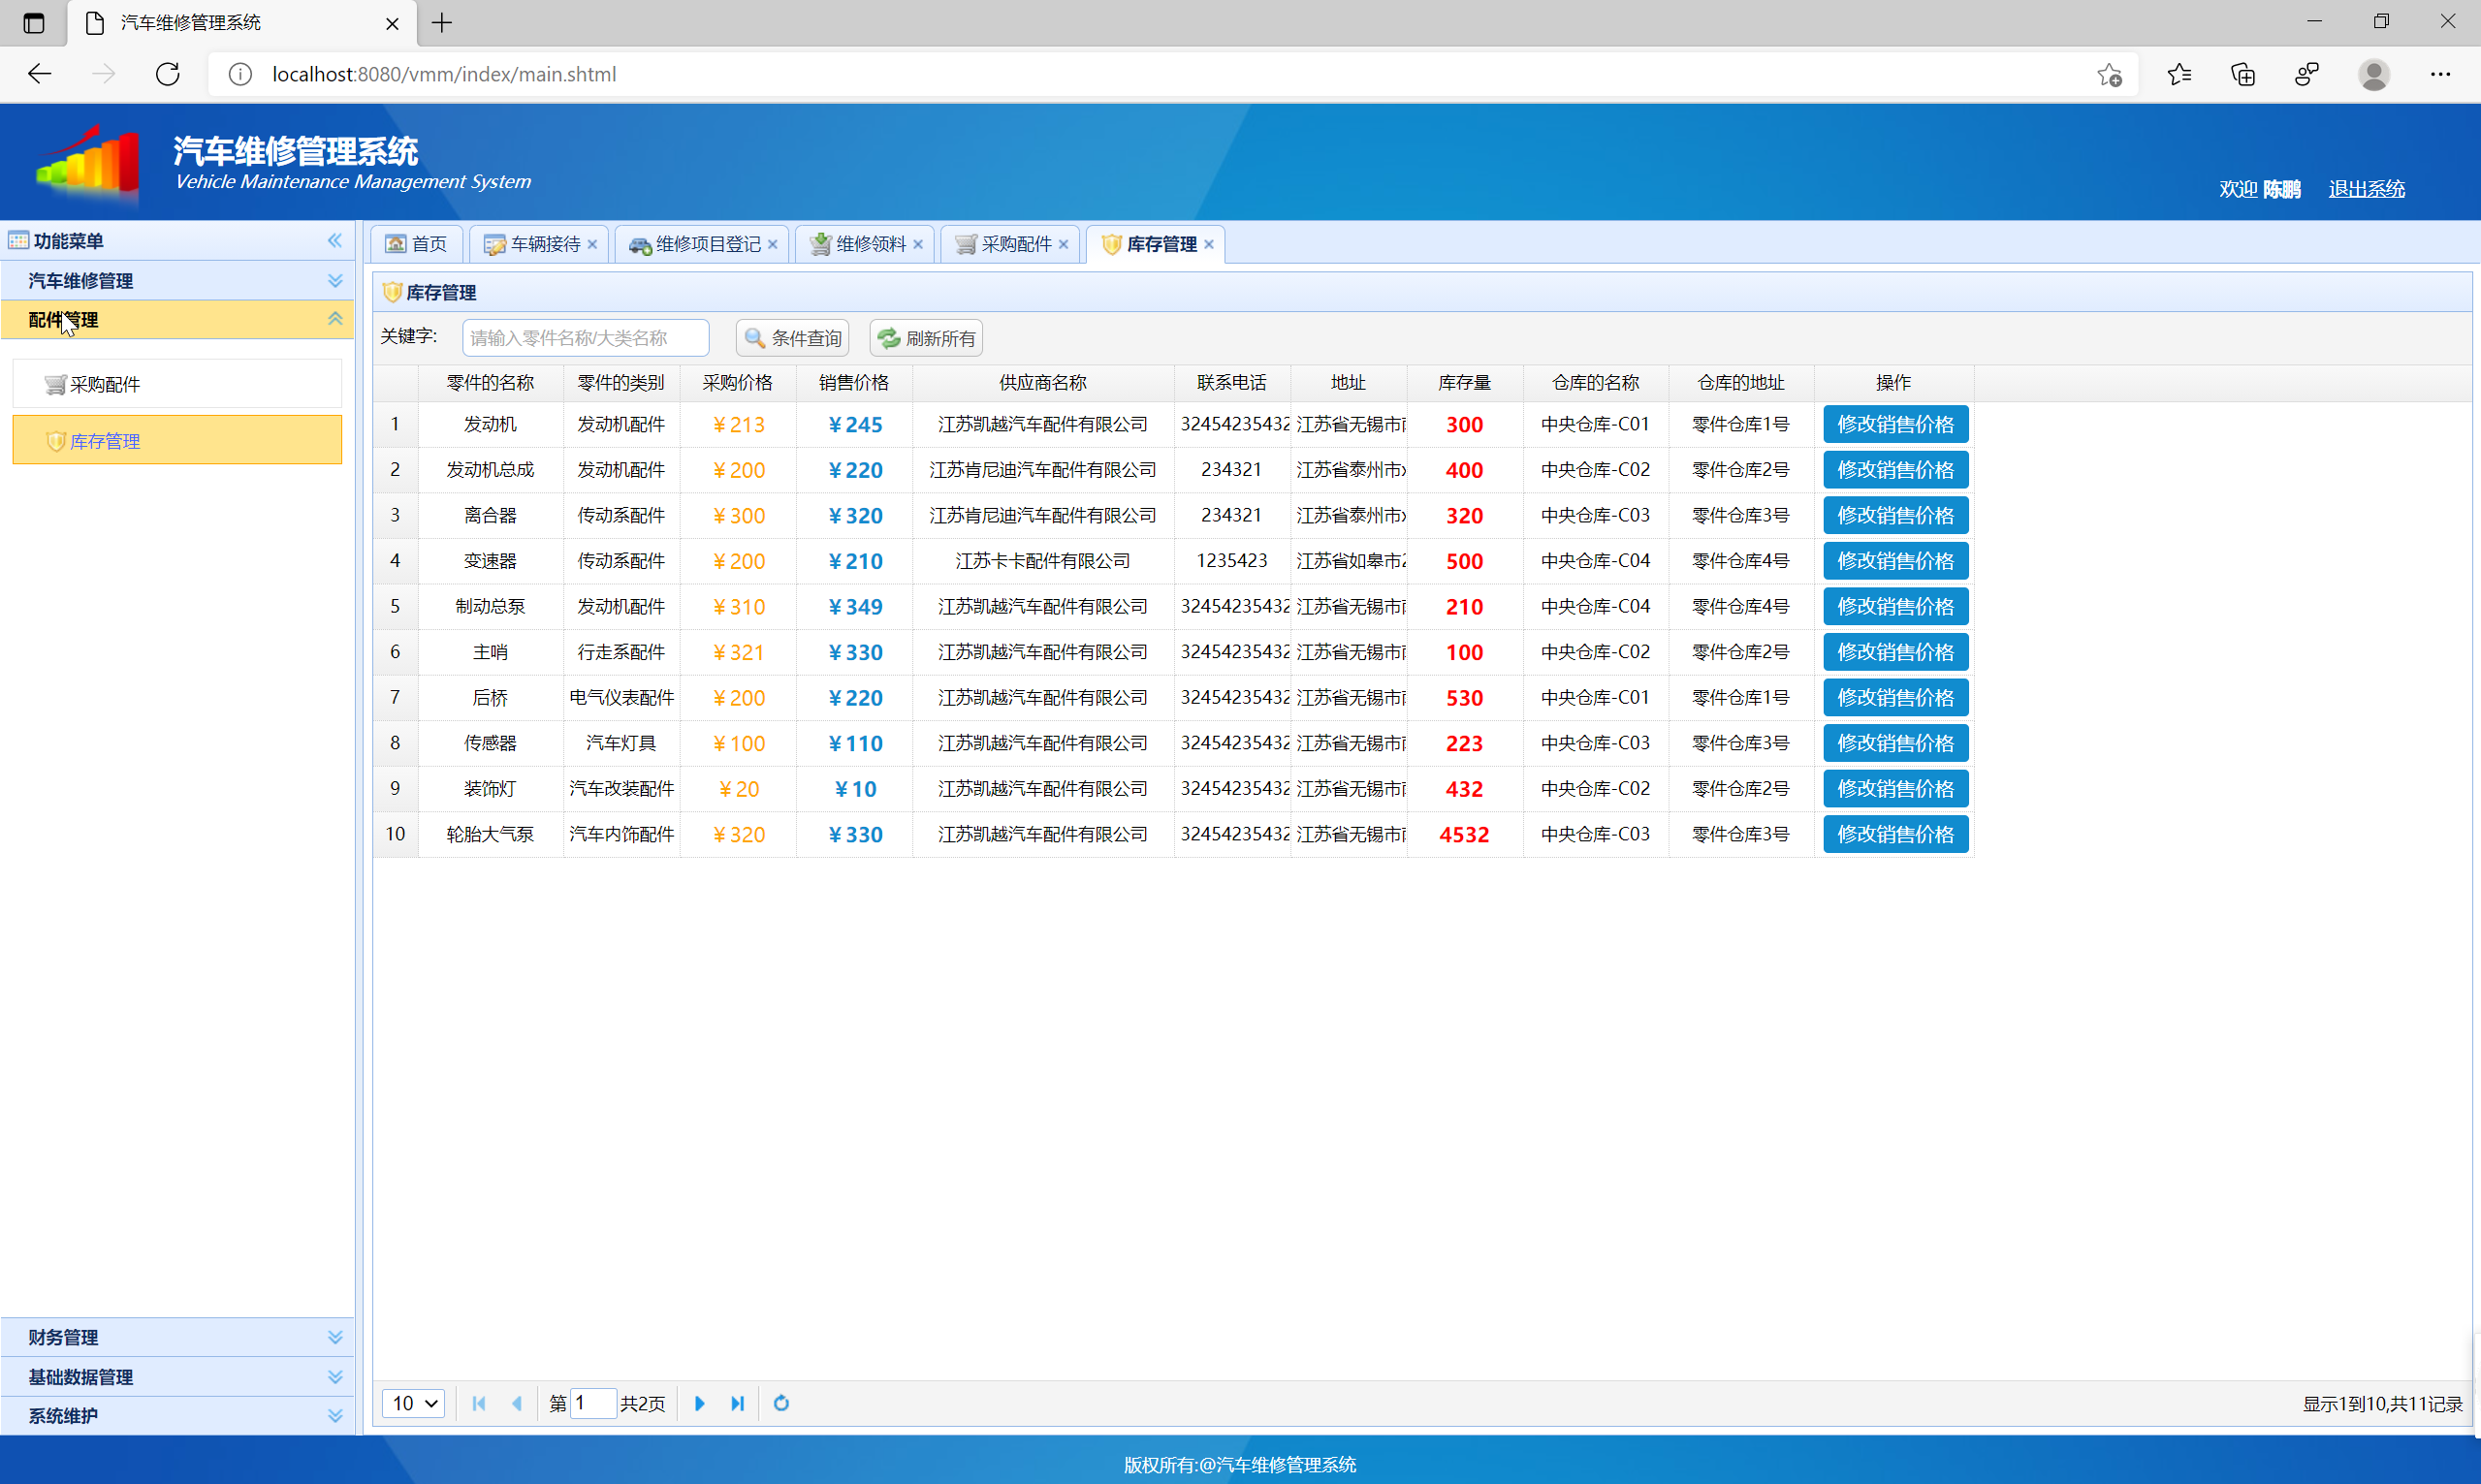 汽车维修管理系统
localhost:8080/vmm/index/main.shtml
汽车维修管理系统
Vehicle Maintenance Management System
欢迎 陈鹏 退出系统
功能菜单
汽车维修管理
配件管理
采购配件
库存管理
财务管理
基础数据管理
系统维护
首页 车辆接待 维修项目登记 维修领料 采购配件 库存管理
库存管理
关键字: 请输入零件名称/大类名称 条件查询 刷新所有
零件的名称 零件的类别 采购价格 销售价格 供应商名称 联系电话 地址 库存量 仓库的名称 仓库的地址 操作
1 发动机 发动机配件 ¥213 ¥245 江苏凯越汽车配件有限公司 32454235432 江苏省无锡市 300 中央仓库-C01 零件仓库1号 修改销售价格
2 发动机总成 发动机配件 ¥200 ¥220 江苏肯尼迪汽车配件有限公司 234321 江苏省泰州市 400 中央仓库-C02 零件仓库2号 修改销售价格
3 离合器 传动系配件 ¥300 ¥320 江苏肯尼迪汽车配件有限公司 234321 江苏省泰州市 320 中央仓库-C03 零件仓库3号 修改销售价格
4 变速器 传动系配件 ¥200 ¥210 江苏卡卡配件有限公司 1235423 江苏省如皋市 500 中央仓库-C04 零件仓库4号 修改销售价格
5 制动总泵 发动机配件 ¥310 ¥349 江苏凯越汽车配件有限公司 32454235432 江苏省无锡市 210 中央仓库-C04 零件仓库4号 修改销售价格
6 主哨 行走系配件 ¥321 ¥330 江苏凯越汽车配件有限公司 32454235432 江苏省无锡市 100 中央仓库-C02 零件仓库2号 修改销售价格
7 后桥 电气仪表配件 ¥200 ¥220 江苏凯越汽车配件有限公司 32454235432 江苏省无锡市 530 中央仓库-C01 零件仓库1号 修改销售价格
8 传感器 汽车灯具 ¥100 ¥110 江苏凯越汽车配件有限公司 32454235432 江苏省无锡市 223 中央仓库-C03 零件仓库3号 修改销售价格
9 装饰灯 汽车改装配件 ¥20 ¥10 江苏凯越汽车配件有限公司 32454235432 江苏省无锡市 432 中央仓库-C02 零件仓库2号 修改销售价格
10 轮胎大气泵 汽车内饰配件 ¥320 ¥330 江苏凯越汽车配件有限公司 32454235432 江苏省无锡市 4532 中央仓库-C03 零件仓库3号 修改销售价格
10 第 1 共2页 显示1到10,共11记录
版权所有:@汽车维修管理系统